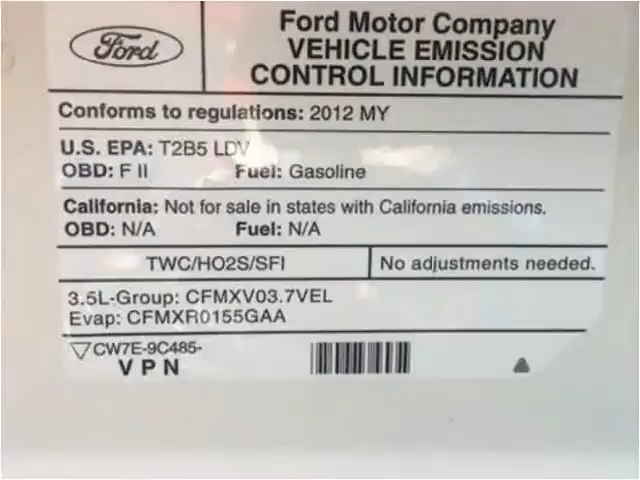 Ford
Ford Motor Company
VEHICLE EMISSION
CONTROL INFORMATION
Conforms to regulations: 2012 MY
U.S. EPA: T2B5 LDV
OBD: F II Fuel: Gasoline
California: Not for sale in states with California emissions.
OBD: N/A Fuel: N/A
TWC/HO2S/SFI No adjustments needed.
3.5L-Group: CFMXV03.7VEL
Evap: CFMXR0155GAA
CW7E-9C485-
VPN